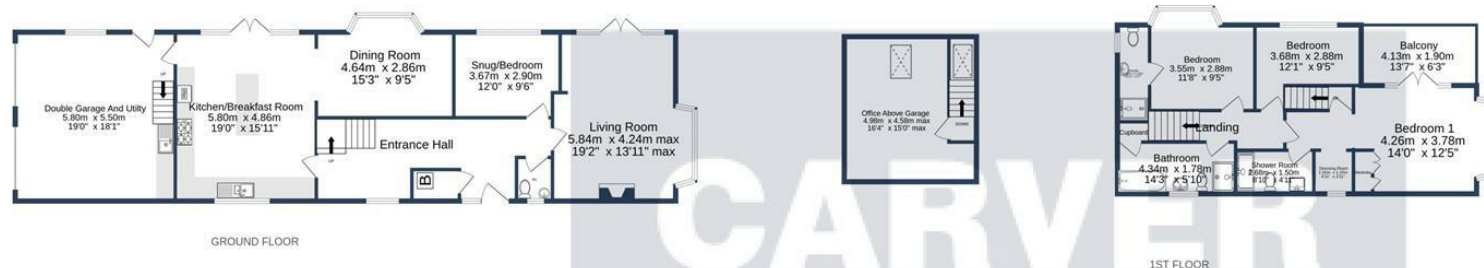 Double Garage And Utilty
5.80m x 5.50m
19'0" x 18'1"
UP
Kitchen/Breakfast Room
5.80m x 4.86m
19'0" x 15'11"
Dining Room
4.64m x 2.86m
15'3" x 9'5"
Snug/Bedroom
3.67m x 2.90m
12'0" x 9'6"
UP
Entrance Hall
B
Living Room
5.84m x 4.24m max
19'2" x 13'11" max
GROUND FLOOR
Office Above Garage
4.98m x 4.58m max
16'4" x 15'0" max
DOWN
Bedroom
3.55m x 2.88m
11'8" x 9'5"
Bedroom
3.68m x 2.88m
12'1" x 9'5"
Balcony
4.13m x 1.90m
13'7" x 6'3"
Cupboard
Landing
Bedroom 1
4.26m x 3.78m
14'0" x 12'5"
Bathroom
4.34m x 1.78m
14'3" x 5'10"
Shower Room
2.68m x 1.50m
1ST FLOOR
CARVER